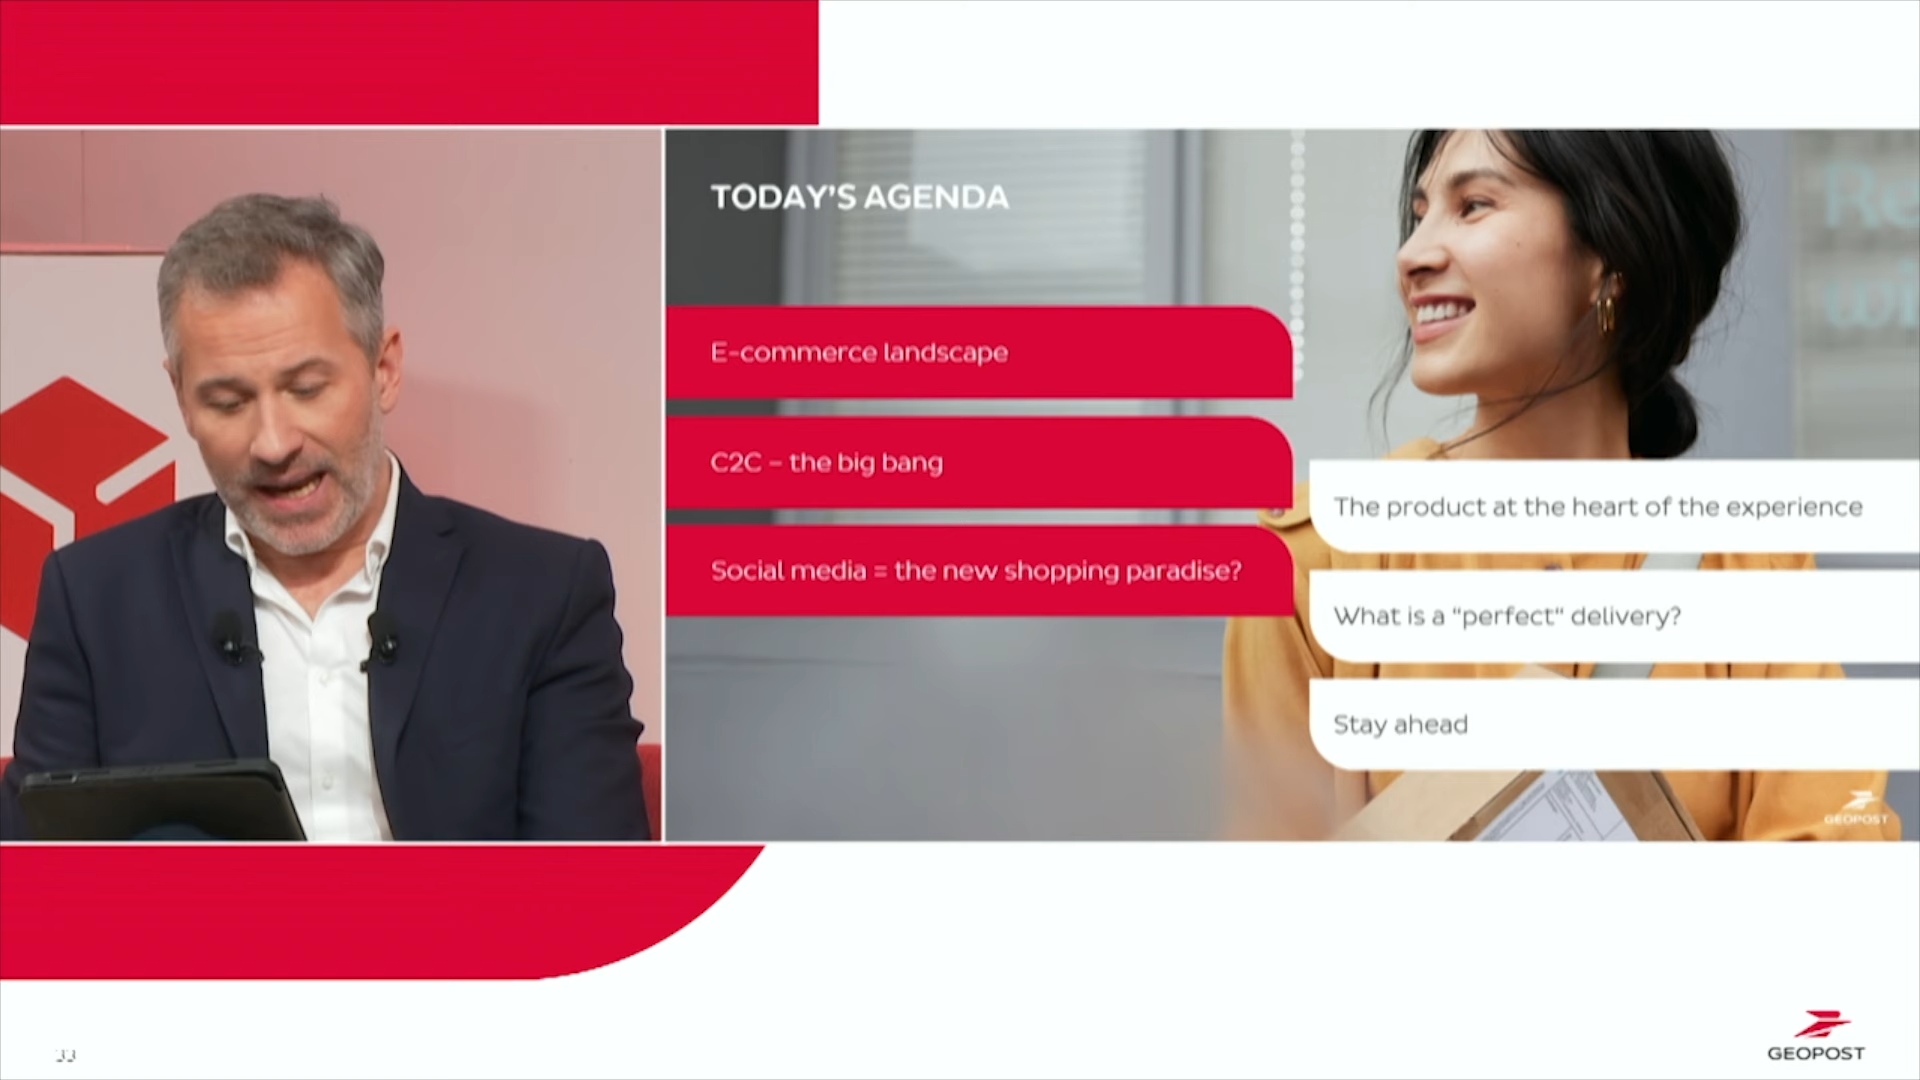 TODAY'S AGENDA
E-commerce landscape
C2C – the big bang
Social media = the new shopping paradise?
The product at the heart of the experience
What is a "perfect" delivery?
Stay ahead
GEOPOST
GEOPOST